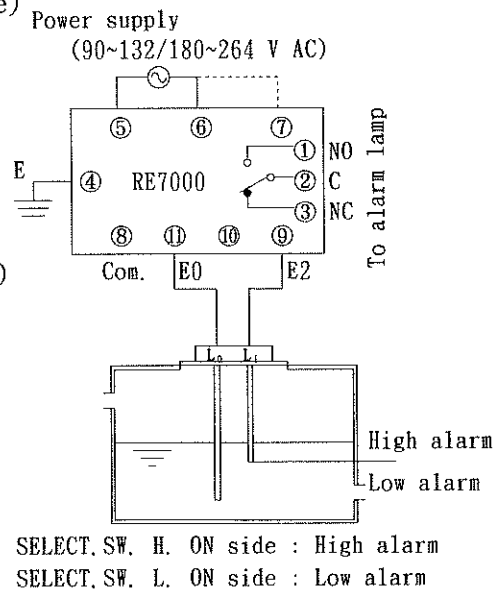 e)
Power supply
(90~132/180~264 V AC)
⑤ ⑥ ⑦
① NO
E ④ RE7000 ② C
③ NC
To alarm lamp
⑧ ⑪ ⑩ ⑨
)
Com. E0 E2
L₀ L₁
High alarm
Low alarm
SELECT.SW. H. ON side : High alarm
SELECT.SW. L. ON side : Low alarm